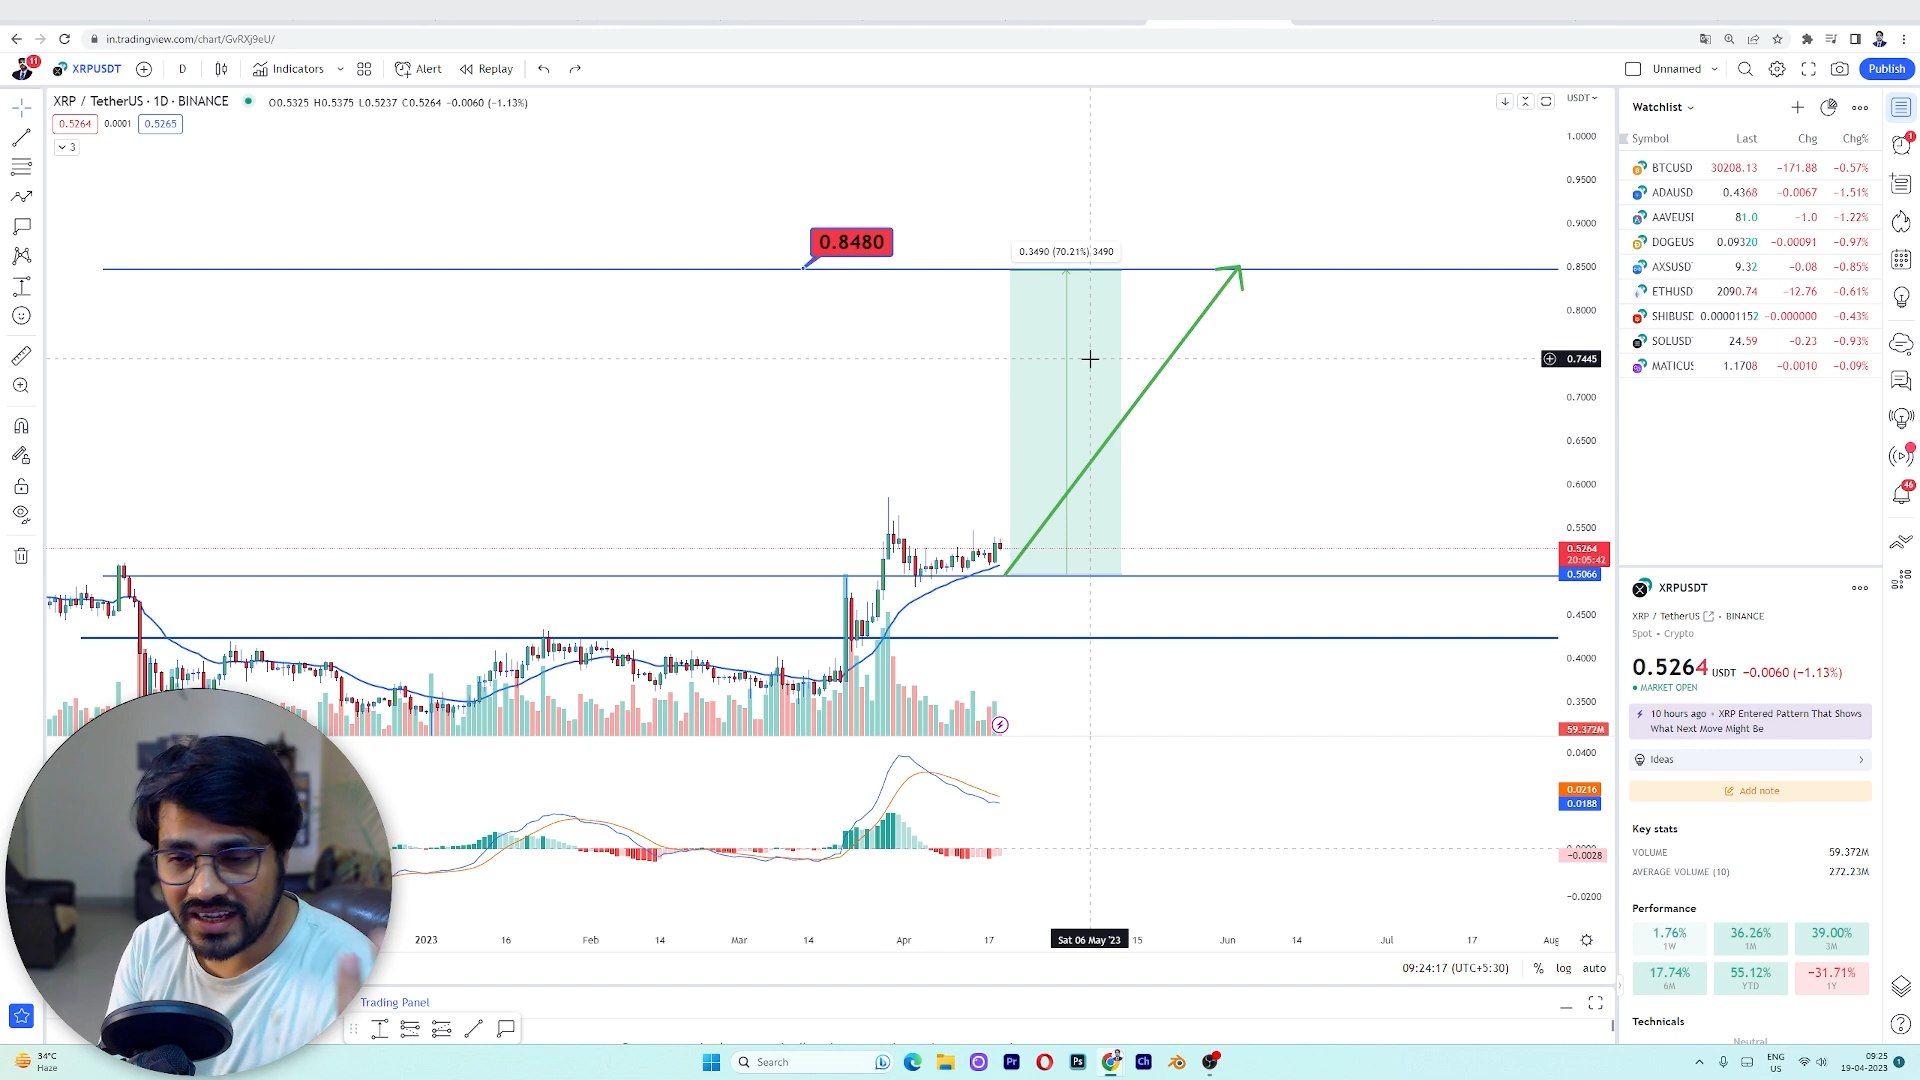 in.tradingview.com/chart/GvRXj9eU/
11
XRPUSDT
D
Indicators
Alert
Replay
Unnamed
Publish
XRP / TetherUS · 1D · BINANCE
O0.5325 H0.5375 L0.5237 C0.5264 −0.0060 (−1.13%)
0.5264
0.0001
0.5265
3
USDT
1.0000
0.9500
0.9000
0.8500
0.8000
0.7445
0.7000
0.6500
0.6000
0.5500
0.5264
20:05:42
0.5066
0.4500
0.4000
0.3500
59.372M
0.0400
0.0216
0.0188
−0.0028
−0.0200
0.8480
0.3490 (70.21%) 3490
2023
16
Feb
14
Mar
14
Apr
17
Sat 06 May '23
15
Jun
14
Jul
17
Aug
09:24:17 (UTC+5:30)
%
log
auto
Trading Panel
Watchlist
Symbol Last Chg Chg%
BTCUSD 30208.13 −171.88 −0.57%
ADAUSD 0.4368 −0.0067 −1.51%
AAVEUSI 81.0 −1.0 −1.22%
DOGEUS 0.09320 −0.00091 −0.97%
AXSUSD 9.32 −0.08 −0.85%
ETHUSD 2090.74 −12.76 −0.61%
SHIBUSD 0.00001152 −0.000000 −0.43%
SOLUSD 24.59 −0.23 −0.93%
MATICUS 1.1708 −0.0010 −0.09%
XRPUSDT
XRP / TetherUS • BINANCE
Spot • Crypto
0.5264 USDT −0.0060 (−1.13%)
MARKET OPEN
10 hours ago • XRP Entered Pattern That Shows
What Next Move Might Be
Ideas
Add note
Key stats
VOLUME 59.372M
AVERAGE VOLUME (10) 272.23M
Performance
1.76% 36.26% 39.00%
1W 1M 3M
17.74% 55.12% −31.71%
6M YTD 1Y
Technicals
Neutral
1
46
34°C
Haze
Search
Pr
Ps
Ch
ENG
US
09:25
19-04-2023
1